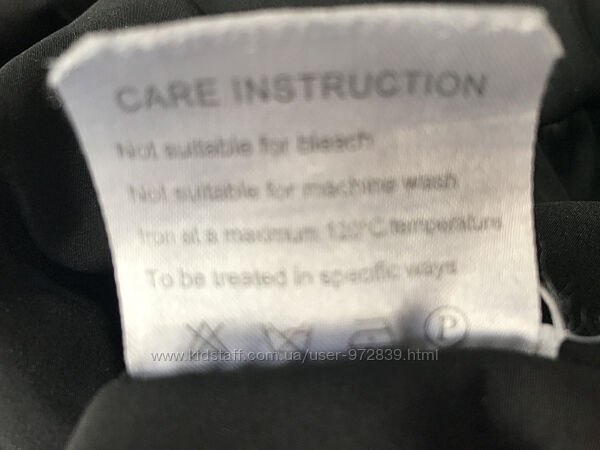 CARE INSTRUCTION
Not suitable for bleach
Not suitable for machine wash
Iron at a maximum 120°C temperature
To be treated in specific ways
P
www.kidstaff.com.ua/user-972839.html